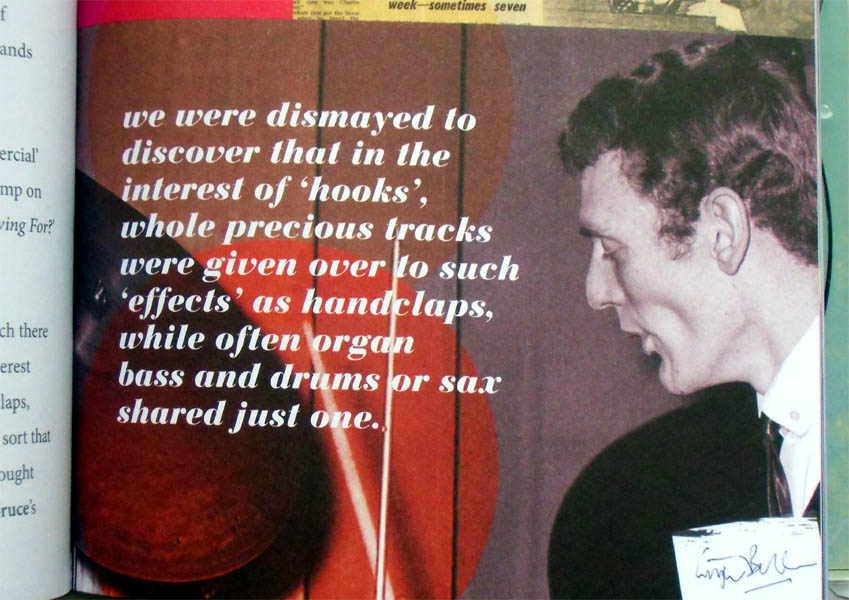 f
ands
ercial'
mp on
ving For?
ch there
erest
laps,
sort that
ought
ruce's
week—sometimes seven
we were dismayed to
discover that in the
interest of ‘hooks’,
whole precious tracks
were given over to such
‘effects’ as handclaps,
while often organ
bass and drums or sax
shared just one.